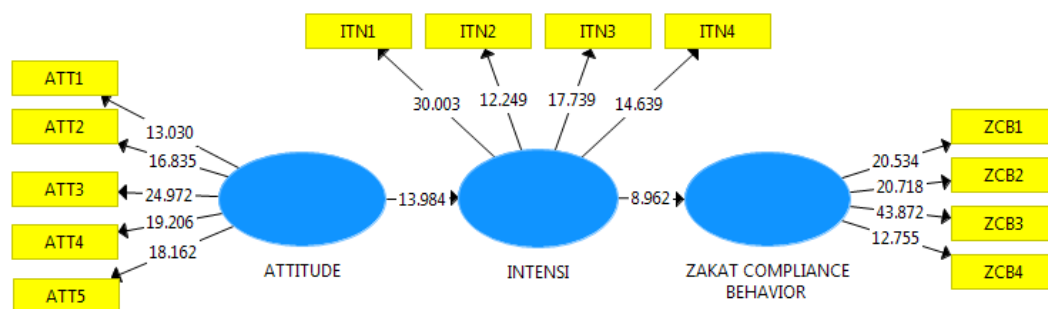 ITN1
ITN2
ITN3
ITN4
ATT1
ATT2
ATT3
ATT4
ATT5
30.003
12.249
17.739
14.639
13.030
16.835
24.972
19.206
18.162
13.984
8.962
20.534
20.718
43.872
12.755
ZCB1
ZCB2
ZCB3
ZCB4
ATTITUDE
INTENSI
ZAKAT COMPLIANCE
BEHAVIOR